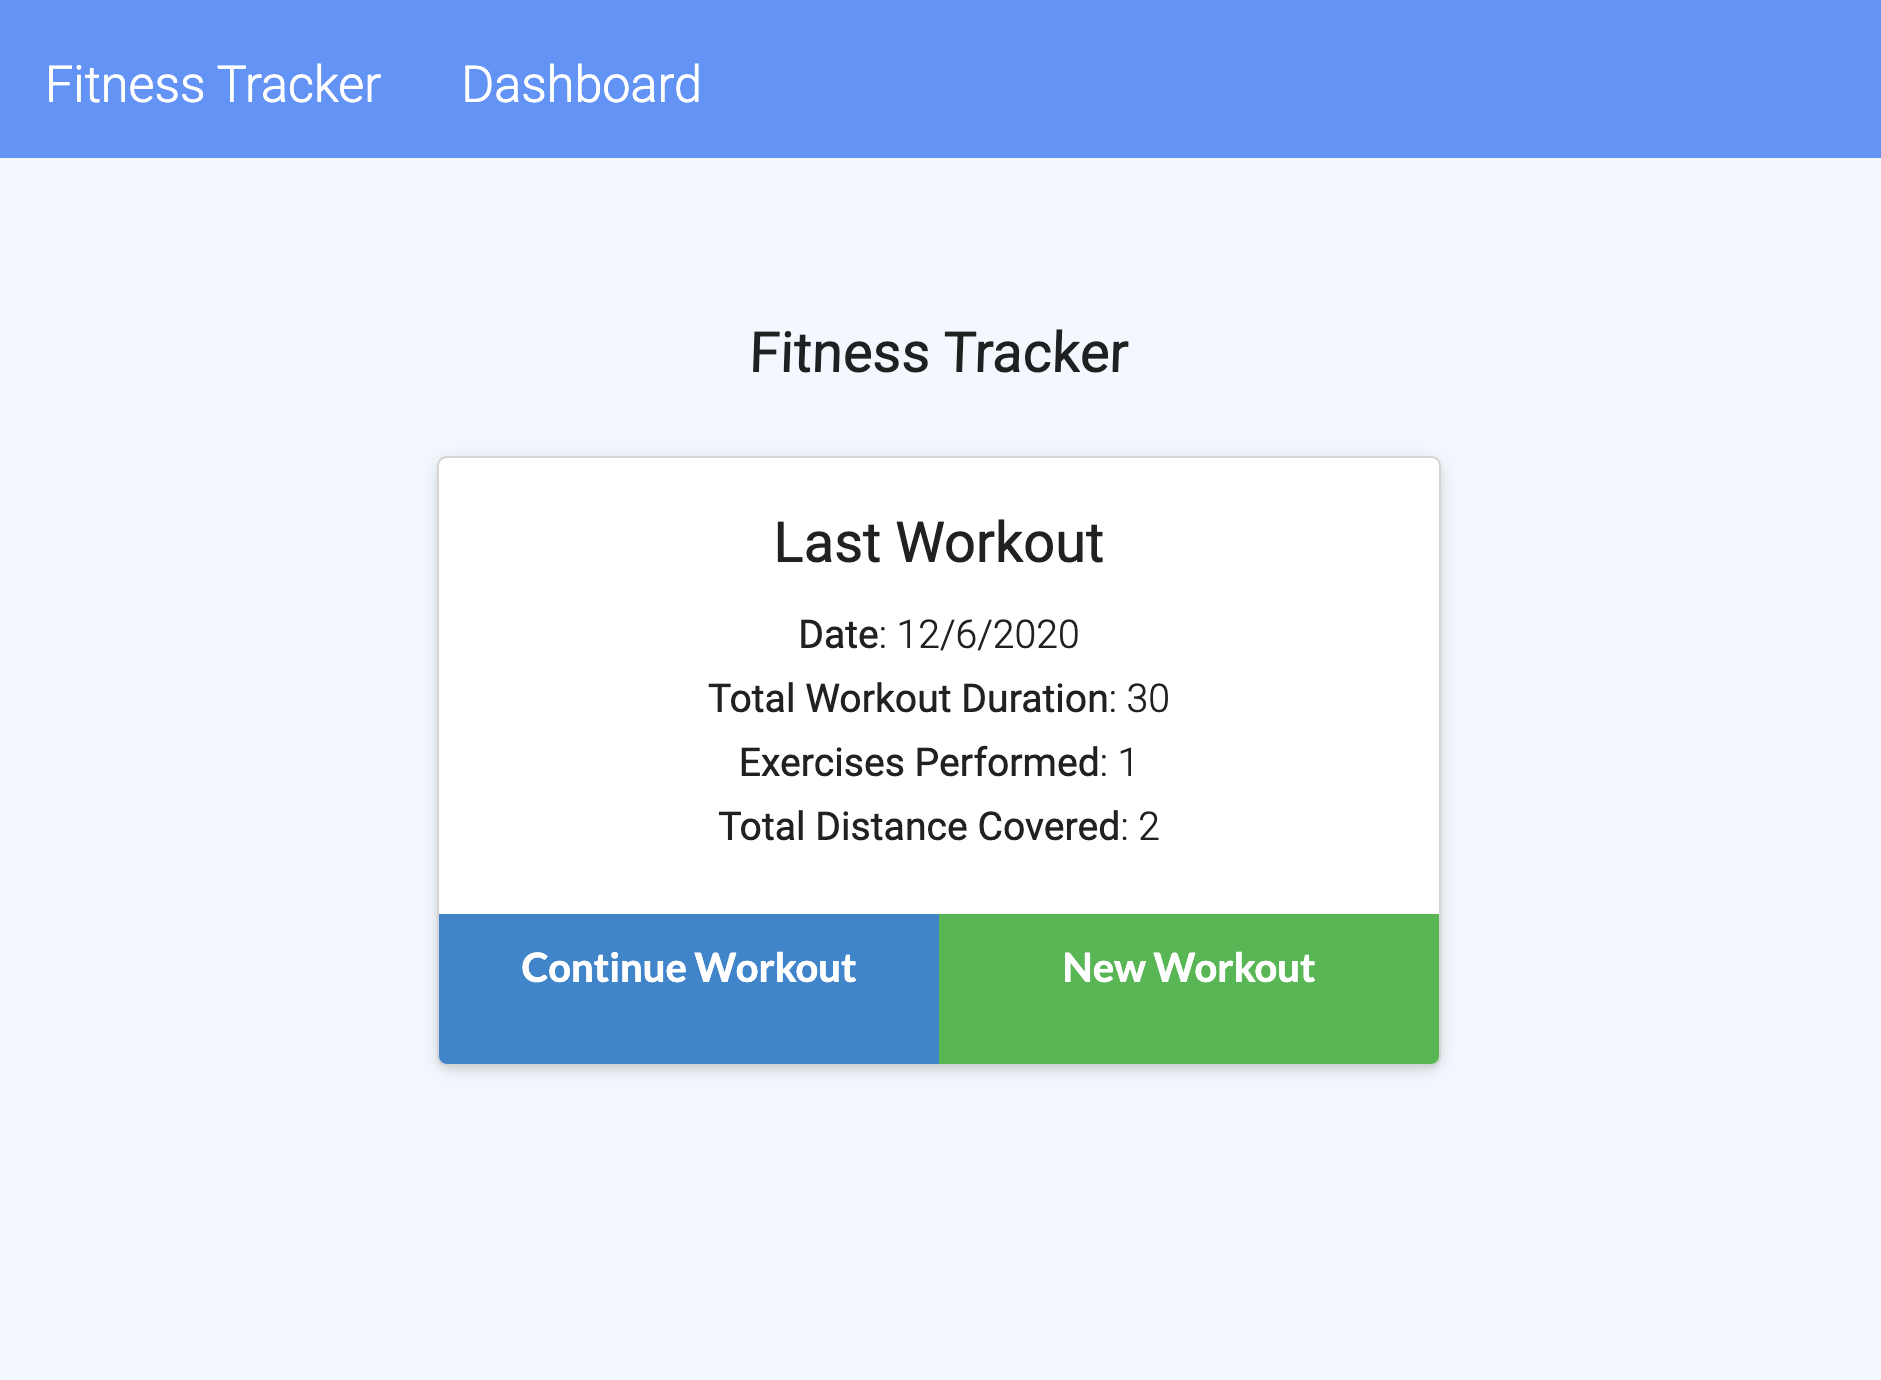 Fitness Tracker Dashboard
Fitness Tracker
Last Workout
Date: 12/6/2020
Total Workout Duration: 30
Exercises Performed: 1
Total Distance Covered: 2
Continue Workout New Workout